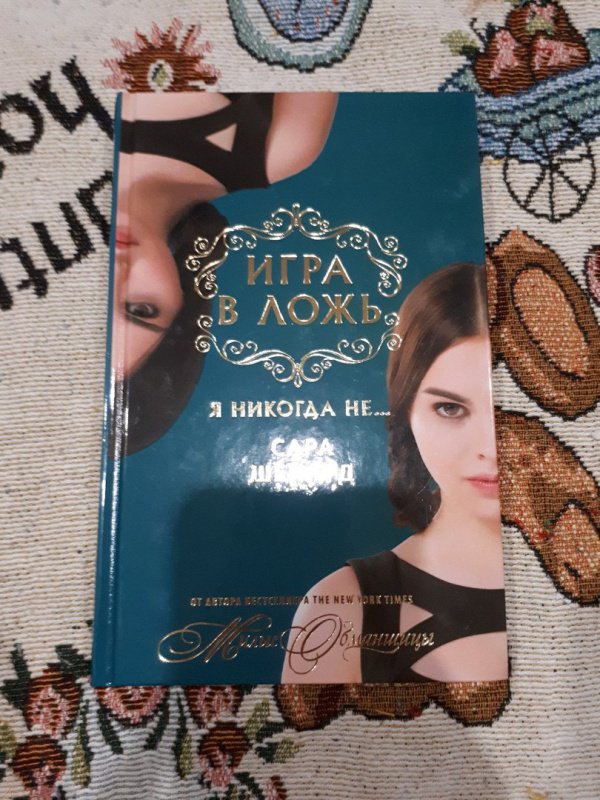 ИГРА
В ЛОЖЬ
Я НИКОГДА НЕ...
САРА
ОТ АВТОРА БЕСТСЕЛЛЕРА THE NEW YORK TIMES
Милые Обманщицы